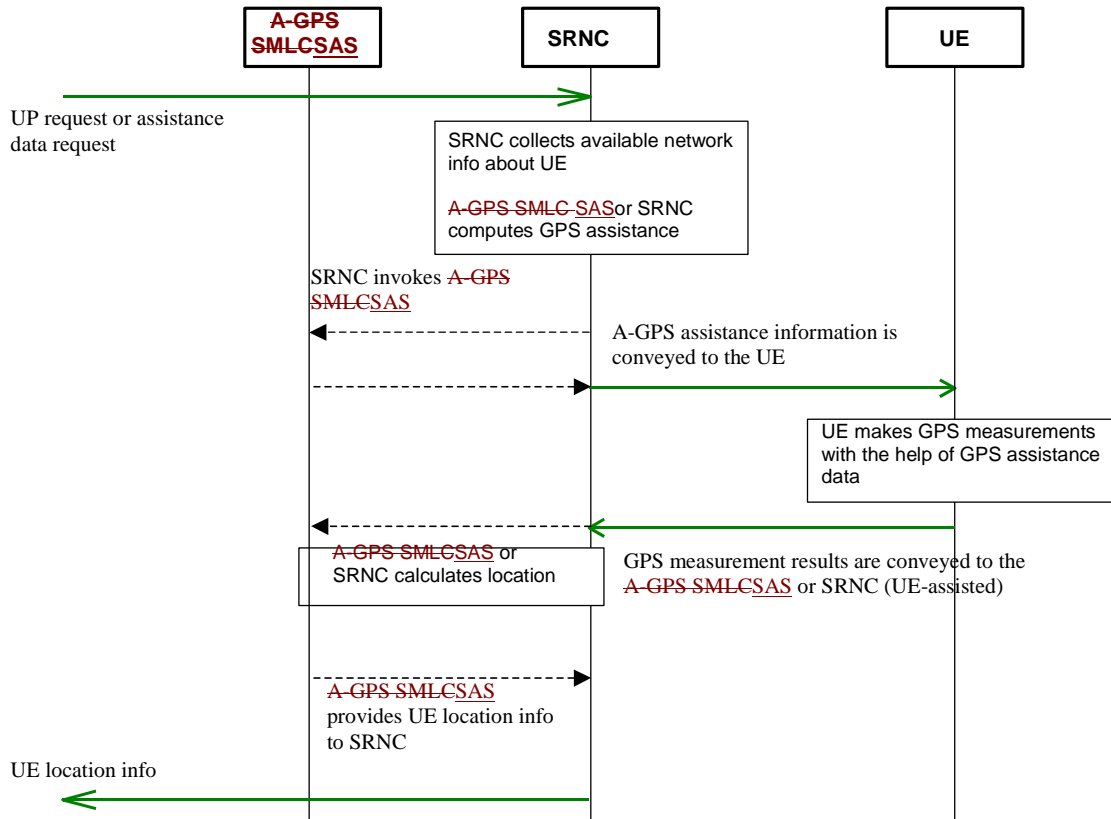 A-GPS
SMLCSAS
SRNC
UE
UP request or assistance
data request
SRNC collects available network
info about UE
A-GPS SMLC SASor SRNC
computes GPS assistance
SRNC invokes A-GPS
SMLCSAS
A-GPS assistance information is
conveyed to the UE
UE makes GPS measurements
with the help of GPS assistance
data
A-GPS SMLCSAS or
SRNC calculates location
GPS measurement results are conveyed to the
A-GPS SMLCSAS or SRNC (UE-assisted)
A-GPS SMLCSAS
provides UE location info
to SRNC
UE location info